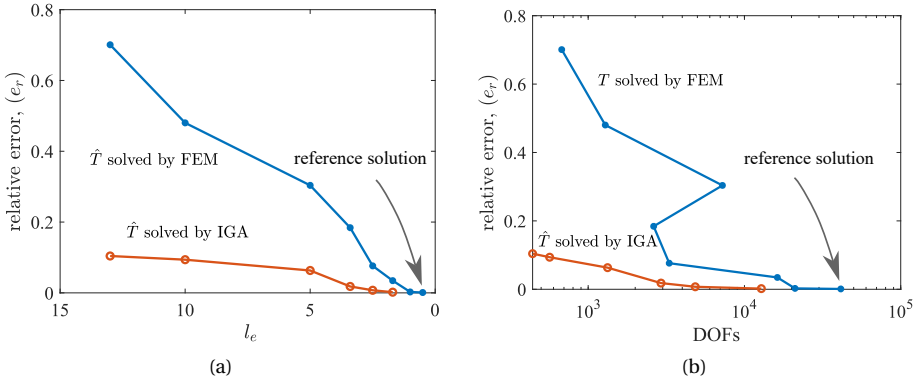 0.8
0.6
0.4
0.2
0
15
10
5
0
relative error, (e_r)
l_e
T̂ solved by FEM
T̂ solved by IGA
reference solution
(a)
0.8
0.6
0.4
0.2
0
10^3
10^4
10^5
relative error, (e_r)
DOFs
T solved by FEM
T̂ solved by IGA
reference solution
(b)